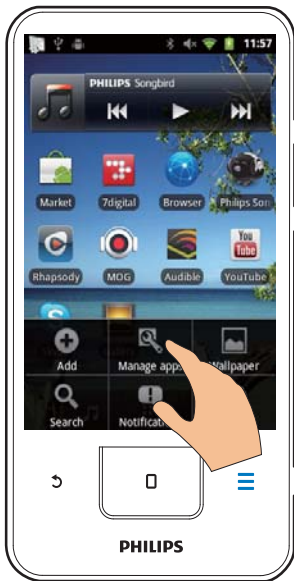 11:57
PHILIPS Songbird
Market 7digital Browser Philips Son
Rhapsody MOG Audible YouTube
You
Tube
Add Manage apps Wallpaper
Search Notificat
PHILIPS